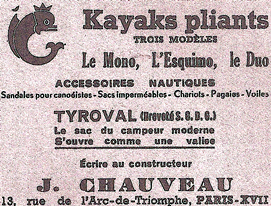 Kayaks pliants
TROIS MODÈLES
Le Mono, L'Esquimo, le Duo
ACCESSOIRES NAUTIQUES
Sandales pour canoéistes - Sacs imperméables - Chariots - Pagaies - Voiles
TYROVAL (Breveté S. G. D. G.)
Le sac du campeur moderne
S'ouvre comme une valise
Écrire au constructeur
J. CHAUVEAU
13, rue de l'Arc-de-Triomphe, PARIS-XVII